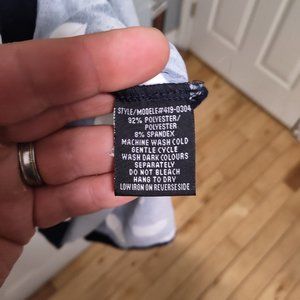 STYLE/MODELE#419-0304
92% POLYESTER/
POLYESTER
8% SPANDEX
MACHINE WASH COLD
GENTLE CYCLE
WASH DARK COLOURS
SEPARATELY
DO NOT BLEACH
HANG TO DRY
LOW IRON ON REVERSE SIDE